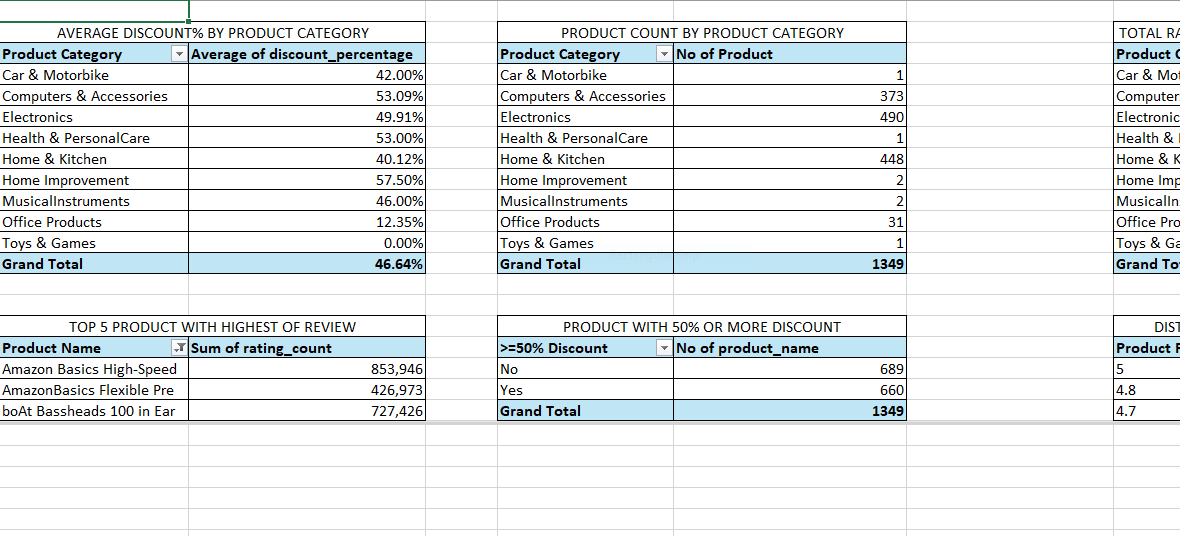 AVERAGE DISCOUNT% BY PRODUCT CATEGORY
Product Category Average of discount_percentage
Car & Motorbike 42.00%
Computers & Accessories 53.09%
Electronics 49.91%
Health & PersonalCare 53.00%
Home & Kitchen 40.12%
Home Improvement 57.50%
MusicalInstruments 46.00%
Office Products 12.35%
Toys & Games 0.00%
Grand Total 46.64%
PRODUCT COUNT BY PRODUCT CATEGORY
Product Category No of Product
Car & Motorbike 1
Computers & Accessories 373
Electronics 490
Health & PersonalCare 1
Home & Kitchen 448
Home Improvement 2
MusicalInstruments 2
Office Products 31
Toys & Games 1
Grand Total 1349
TOTAL RA
Product C
Car & Mot
Computer
Electronic
Health &
Home & K
Home Imp
MusicalIn
Office Pro
Toys & Ga
Grand To
TOP 5 PRODUCT WITH HIGHEST OF REVIEW
Product Name Sum of rating_count
Amazon Basics High-Speed 853,946
AmazonBasics Flexible Pre 426,973
boAt Bassheads 100 in Ear 727,426
PRODUCT WITH 50% OR MORE DISCOUNT
>=50% Discount No of product_name
No 689
Yes 660
Grand Total 1349
DIST
Product R
5
4.8
4.7